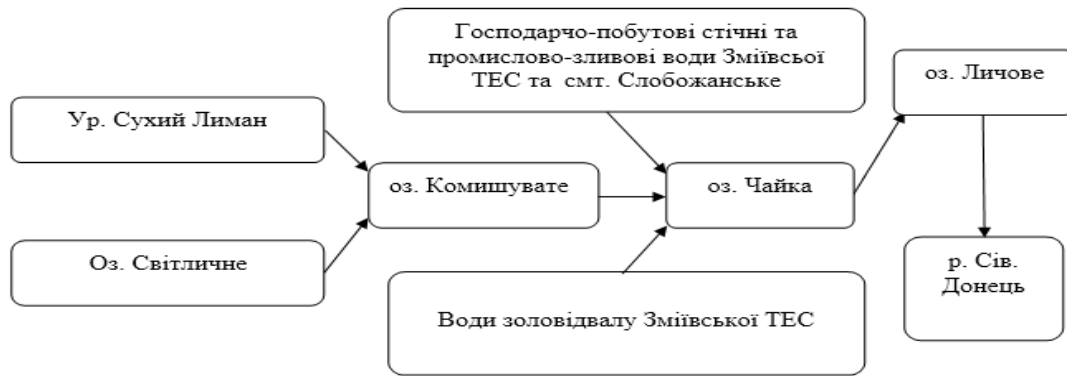 Господарчо-побутові стічні та
промислово-зливові води Зміївсьої
ТЕС та смт. Слобожанське
оз. Личове
Ур. Сухий Лиман
оз. Комишувате
оз. Чайка
Оз. Світличне
р. Сів.
Донець
Води золовідвалу Зміївської ТЕС